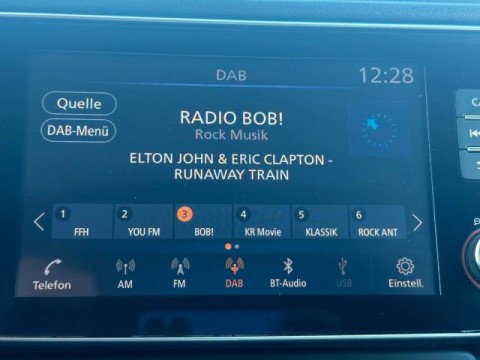 DAB
12:28
Quelle
DAB-Menü
RADIO BOB!
Rock Musik
ELTON JOHN & ERIC CLAPTON -
RUNAWAY TRAIN
1 2 3 4 5 6
FFH YOU FM BOB! KR Movie KLASSIK ROCK ANT
Telefon AM FM DAB BT-Audio USB Einstell.